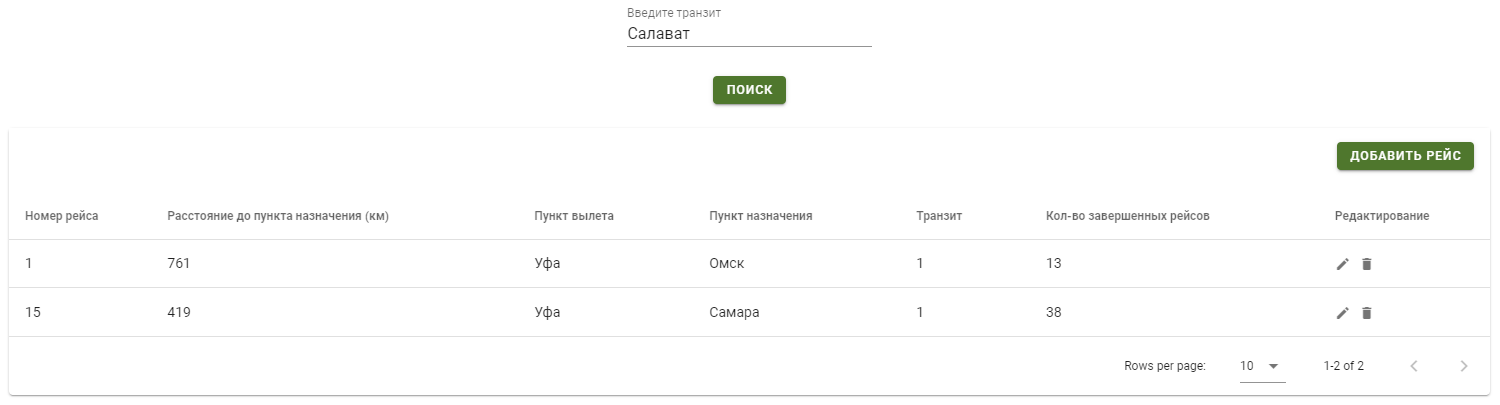 Введите транзит
Салават
ПОИСК
ДОБАВИТЬ РЕЙС
Номер рейса Расстояние до пункта назначения (км) Пункт вылета Пункт назначения Транзит Кол-во завершенных рейсов Редактирование
1 761 Уфа Омск 1 13
15 419 Уфа Самара 1 38
Rows per page: 10 1-2 of 2